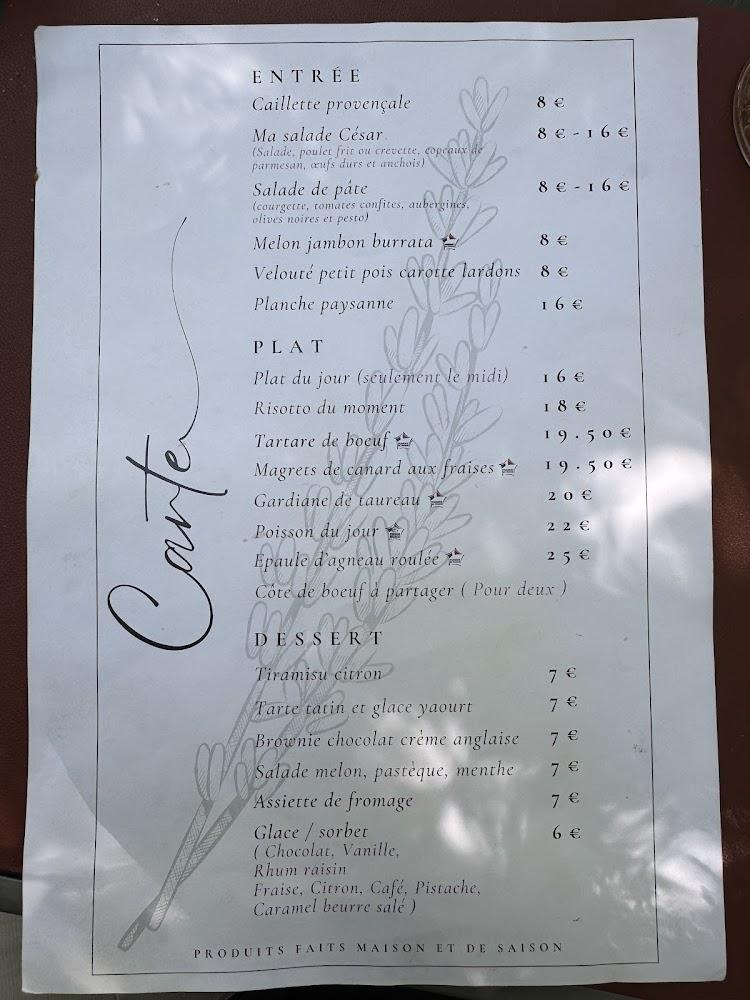 Carte
ENTRÉE
Caillette provençale 8 €
Ma salade César 8 € - 16 €
(Salade, poulet frit ou crevette, copeaux de
parmesan, œufs durs et anchois)
Salade de pâte 8 € - 16 €
(courgette, tomates confites, aubergines,
olives noires et pesto)
Melon jambon burrata 8 €
Velouté petit pois carotte lardons 8 €
Planche paysanne 16 €
PLAT
Plat du jour (seulement le midi) 16 €
Risotto du moment 18 €
Tartare de boeuf 19.50 €
Magrets de canard aux fraises 19.50 €
Gardiane de taureau 20 €
Poisson du jour 22 €
Epaule d'agneau roulée 25 €
Côte de boeuf à partager ( Pour deux )
DESSERT
Tiramisu citron 7 €
Tarte tatin et glace yaourt 7 €
Brownie chocolat crème anglaise 7 €
Salade melon, pastèque, menthe 7 €
Assiette de fromage 7 €
Glace / sorbet 6 €
( Chocolat, Vanille,
Rhum raisin
Fraise, Citron, Café, Pistache,
Caramel beurre salé )
PRODUITS FAITS MAISON ET DE SAISON